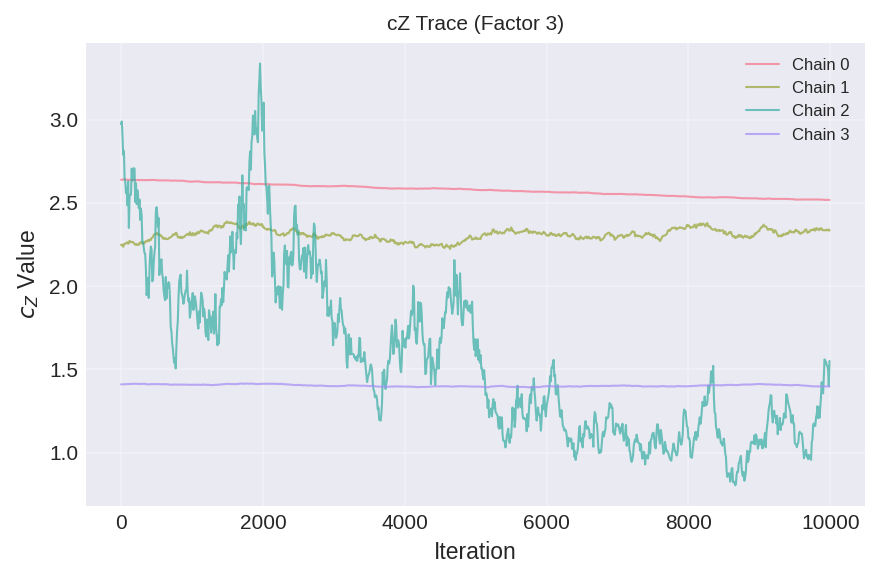 cZ Trace (Factor 3)
Chain 0
Chain 1
Chain 2
Chain 3
3.0
2.5
2.0
1.5
1.0
cZ Value
0 2000 4000 6000 8000 10000
Iteration